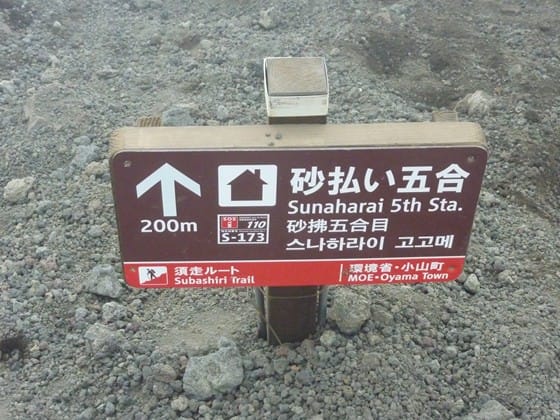 砂払い五合
200m
Sunaharai 5th Sta.
SOS
110
S-173
砂拂五合目
스나하라이 고고메
須走ルート
Subashiri Trail
環境省・小山町
MOE・Oyama Town